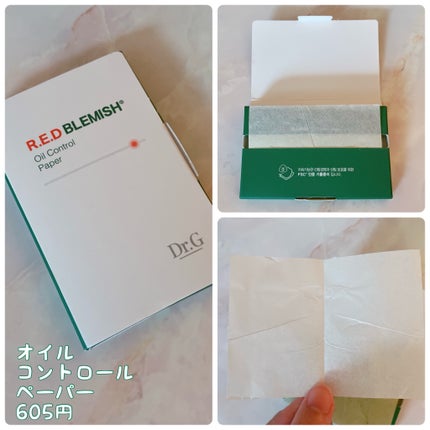 R.E.D BLEMISH®
Oil Control
Paper
Dr.G
オイル
コントロール
ペーパー
605円